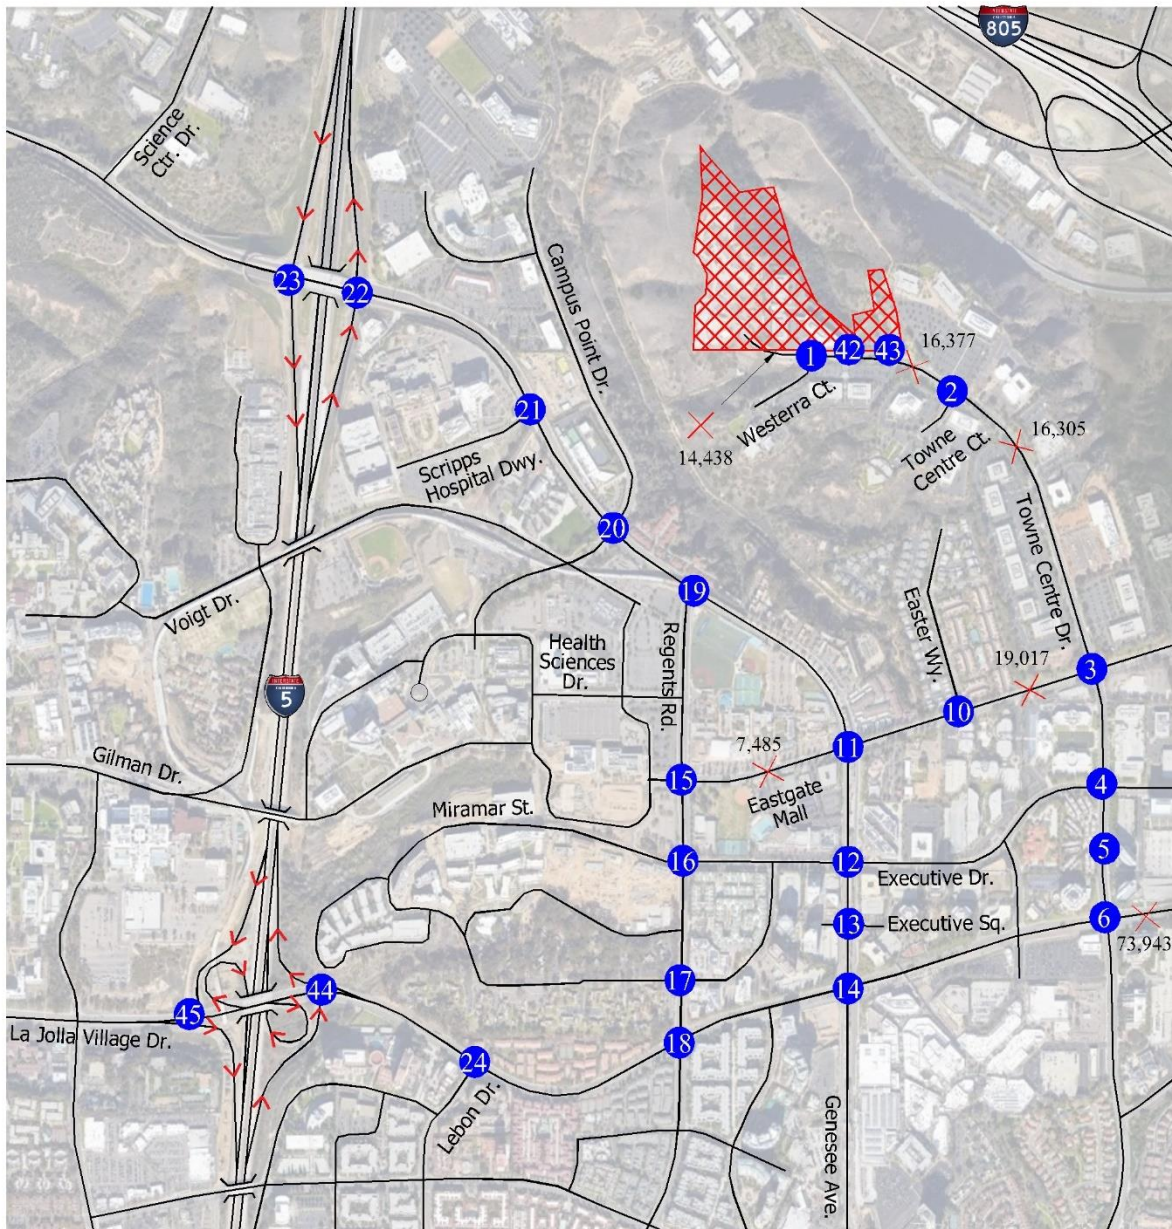 805
Science
Ctr. Dr.
Campus Point Dr.
23
22
16,377
1
42
43
2
21
Westerra Ct.
14,438
Towne
Centre Ct.
16,305
Scripps
Hospital Dwy.
20
Towne Centre Dr.
Voigt Dr.
19
Easter Wy.
Health
Sciences
Dr.
Regents Rd.
19,017
3
5
10
7,485
11
Gilman Dr.
15
Eastgate
Mall
4
Miramar St.
16
12
5
Executive Dr.
13
Executive Sq.
6
73,943
17
44
14
45
La Jolla Village Dr.
18
24
Lebon Dr.
Genesee Ave.